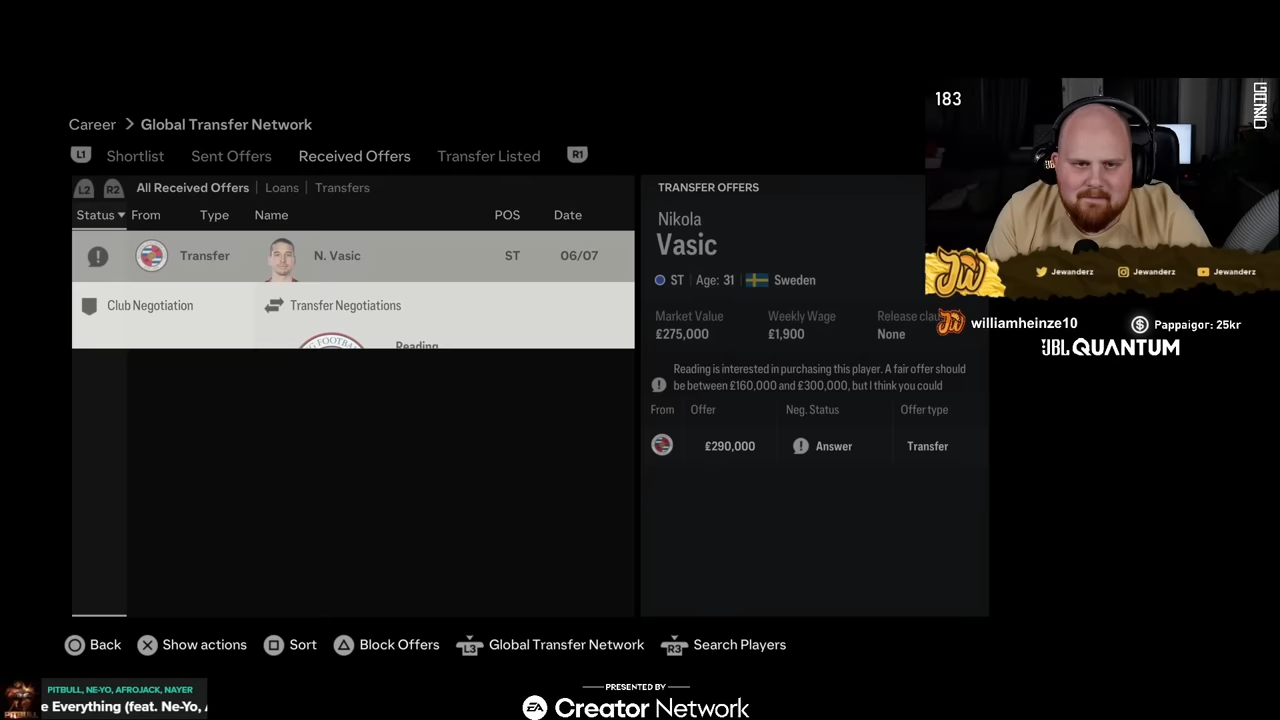 183
Career > Global Transfer Network
L1 Shortlist Sent Offers Received Offers Transfer Listed R1
L2 R2 All Received Offers | Loans | Transfers
Status From Type Name POS Date
Transfer N. Vasic ST 06/07
Club Negotiation Transfer Negotiations
Reading
TRANSFER OFFERS
Nikola
Vasic
ST Age: 31 Sweden
Market Value Weekly Wage Release clau
£275,000 £1,900 None
Reading is interested in purchasing this player. A fair offer should
be between £160,000 and £300,000, but I think you could
From Offer Neg. Status Offer type
£290,000 Answer Transfer
JW Jewanderz Jewanderz Jewanderz
williamheinze10 Pappaigor: 25kr
JBL QUANTUM
Back Show actions Sort Block Offers L3 Global Transfer Network R3 Search Players
PITBULL, NE-YO, AFROJACK, NAYER
e Everything (feat. Ne-Yo,
PRESENTED BY
EA Creator Network